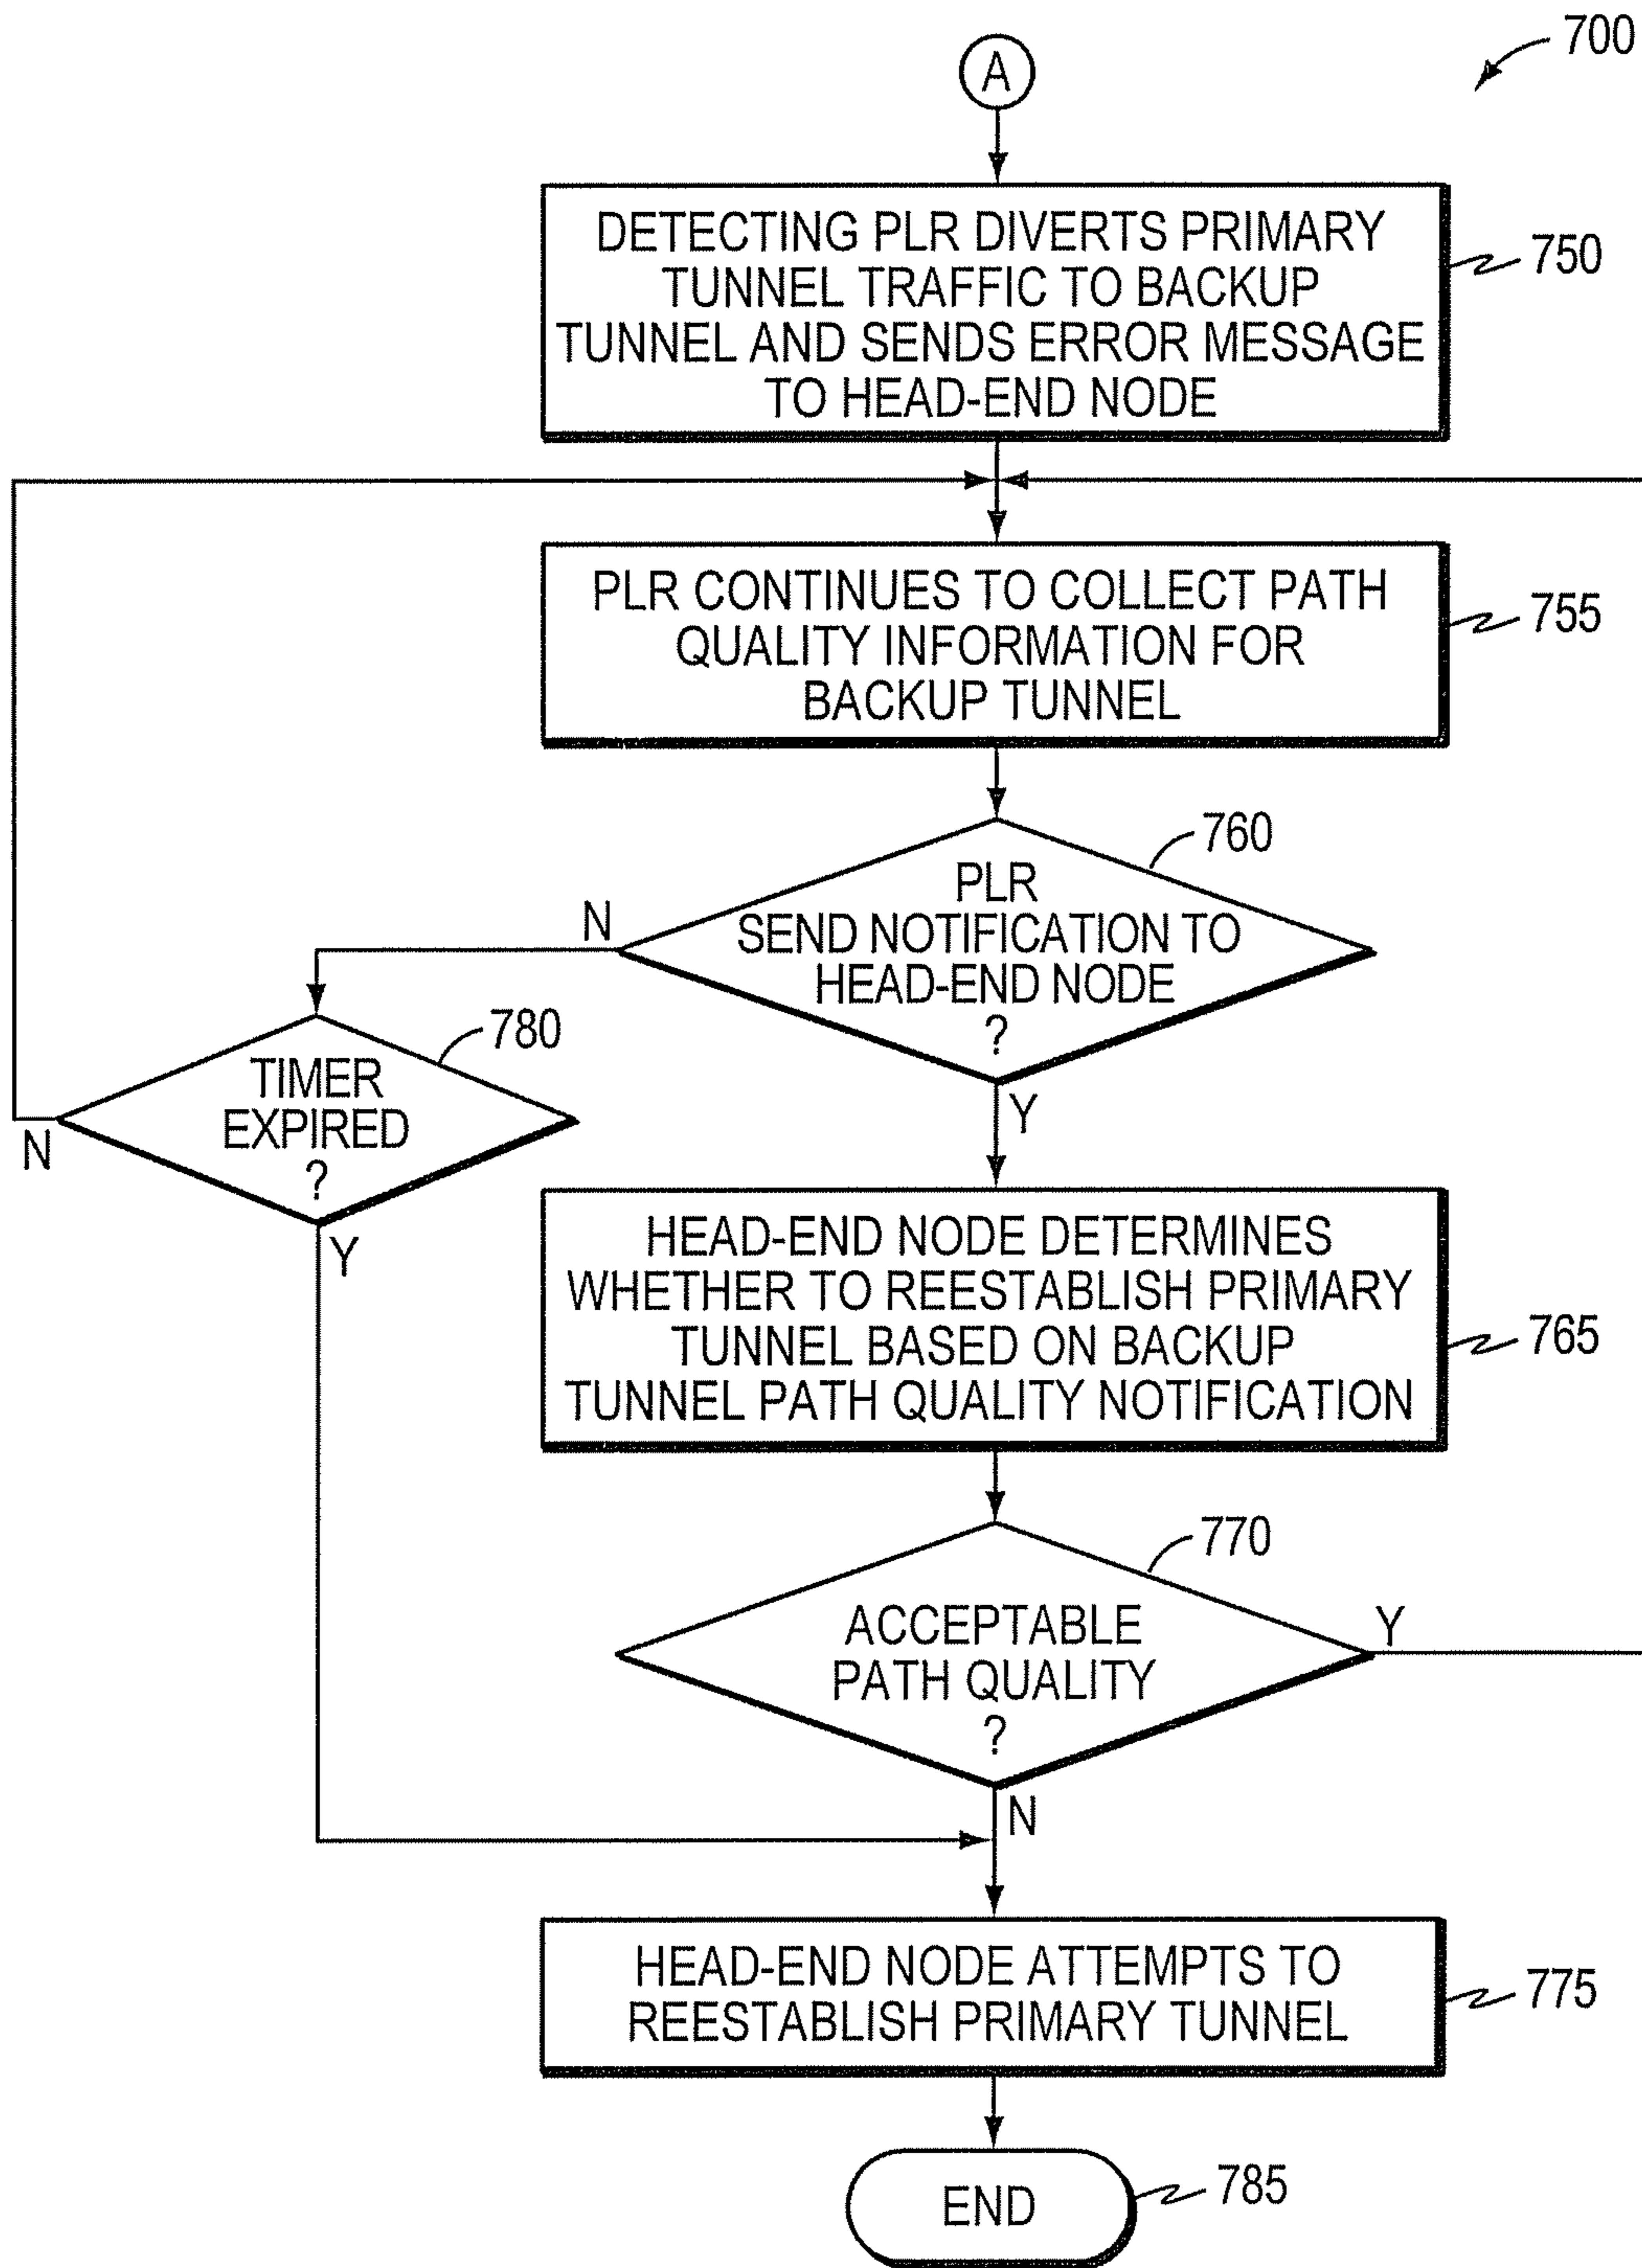 700
A
DETECTING PLR DIVERTS PRIMARY
TUNNEL TRAFFIC TO BACKUP
TUNNEL AND SENDS ERROR MESSAGE
TO HEAD-END NODE
750
PLR CONTINUES TO COLLECT PATH
QUALITY INFORMATION FOR
BACKUP TUNNEL
755
760
PLR
SEND NOTIFICATION TO
HEAD-END NODE
?
N
Y
780
TIMER
EXPIRED
?
N
Y
HEAD-END NODE DETERMINES
WHETHER TO REESTABLISH PRIMARY
TUNNEL BASED ON BACKUP
TUNNEL PATH QUALITY NOTIFICATION
765
770
ACCEPTABLE
PATH QUALITY
?
Y
N
HEAD-END NODE ATTEMPTS TO
REESTABLISH PRIMARY TUNNEL
775
END
785